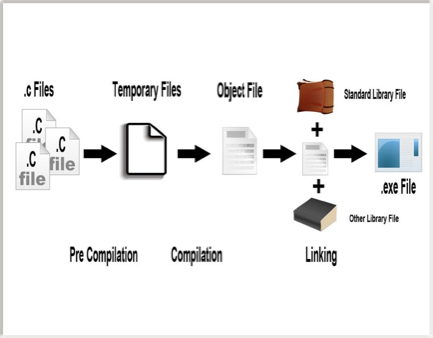 .c Files
Temporary Files
Object File
Standard Library File
.C
.C
file
.C
file
+
+
.exe File
Other Library File
Pre Compilation
Compilation
Linking